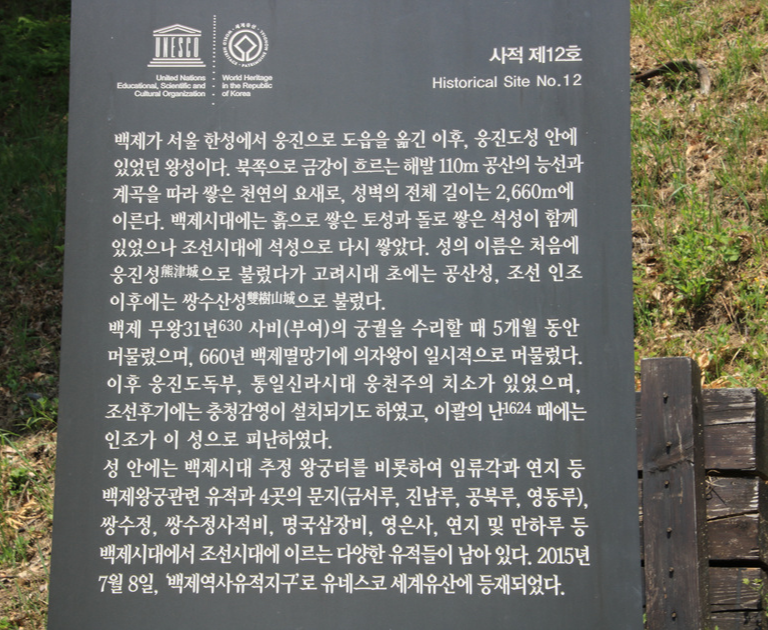 UNESCO
United Nations
Educational, Scientific and
Cultural Organization
World Heritage
in the Republic
of Korea
사적 제12호
Historical Site No.12
백제가 서울 한성에서 웅진으로 도읍을 옮긴 이후, 웅진도성 안에
있었던 왕성이다. 북쪽으로 금강이 흐르는 해발 110m 공산의 능선과
계곡을 따라 쌓은 천연의 요새로, 성벽의 전체 길이는 2,660m에
이른다. 백제시대에는 흙으로 쌓은 토성과 돌로 쌓은 석성이 함께
있었으나 조선시대에 석성으로 다시 쌓았다. 성의 이름은 처음에
웅진성熊津城으로 불렀다가 고려시대 초에는 공산성, 조선 인조
이후에는 쌍수산성雙樹山城으로 불렀다.
백제 무왕31년630 사비(부여)의 궁궐을 수리할 때 5개월 동안
머물렀으며, 660년 백제멸망기에 의자왕이 일시적으로 머물렀다.
이후 웅진도독부, 통일신라시대 웅천주의 치소가 있었으며,
조선후기에는 충청감영이 설치되기도 하였고, 이괄의 난1624 때에는
인조가 이 성으로 피난하였다.
성 안에는 백제시대 추정 왕궁터를 비롯하여 임류각과 연지 등
백제왕궁관련 유적과 4곳의 문지(금서루, 진남루, 공북루, 영동루),
쌍수정, 쌍수정사적비, 명국삼장비, 영은사, 연지 및 만하루 등
백제시대에서 조선시대에 이르는 다양한 유적들이 남아 있다. 2015년
7월 8일, '백제역사유적지구'로 유네스코 세계유산에 등재되었다.